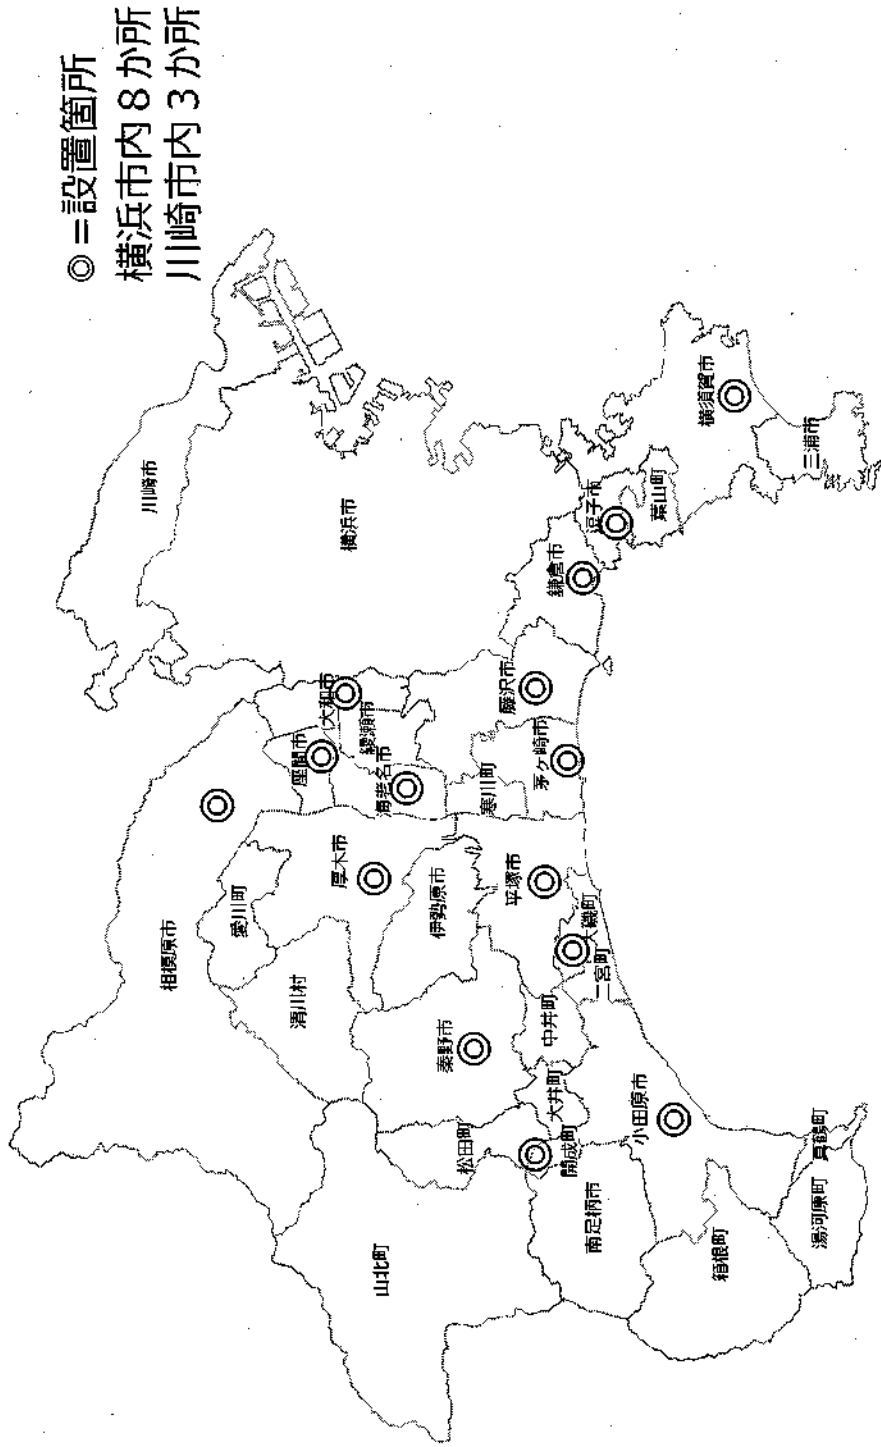 ◎=設置箇所
横浜市内8か所
川崎市内3か所
川崎市
横浜市
相模原市
愛川町
清川村
厚木市
座間市
大和市
綾瀬市
海老名市
伊勢原市
寒川町
藤沢市
茅ケ崎市
鎌倉市
逗子市
葉山町
横須賀市
三浦市
平塚市
大磯町
二宮町
中井町
秦野市
大井町
松田町
開成町
山北町
南足柄市
小田原市
箱根町
真鶴町
湯河原町